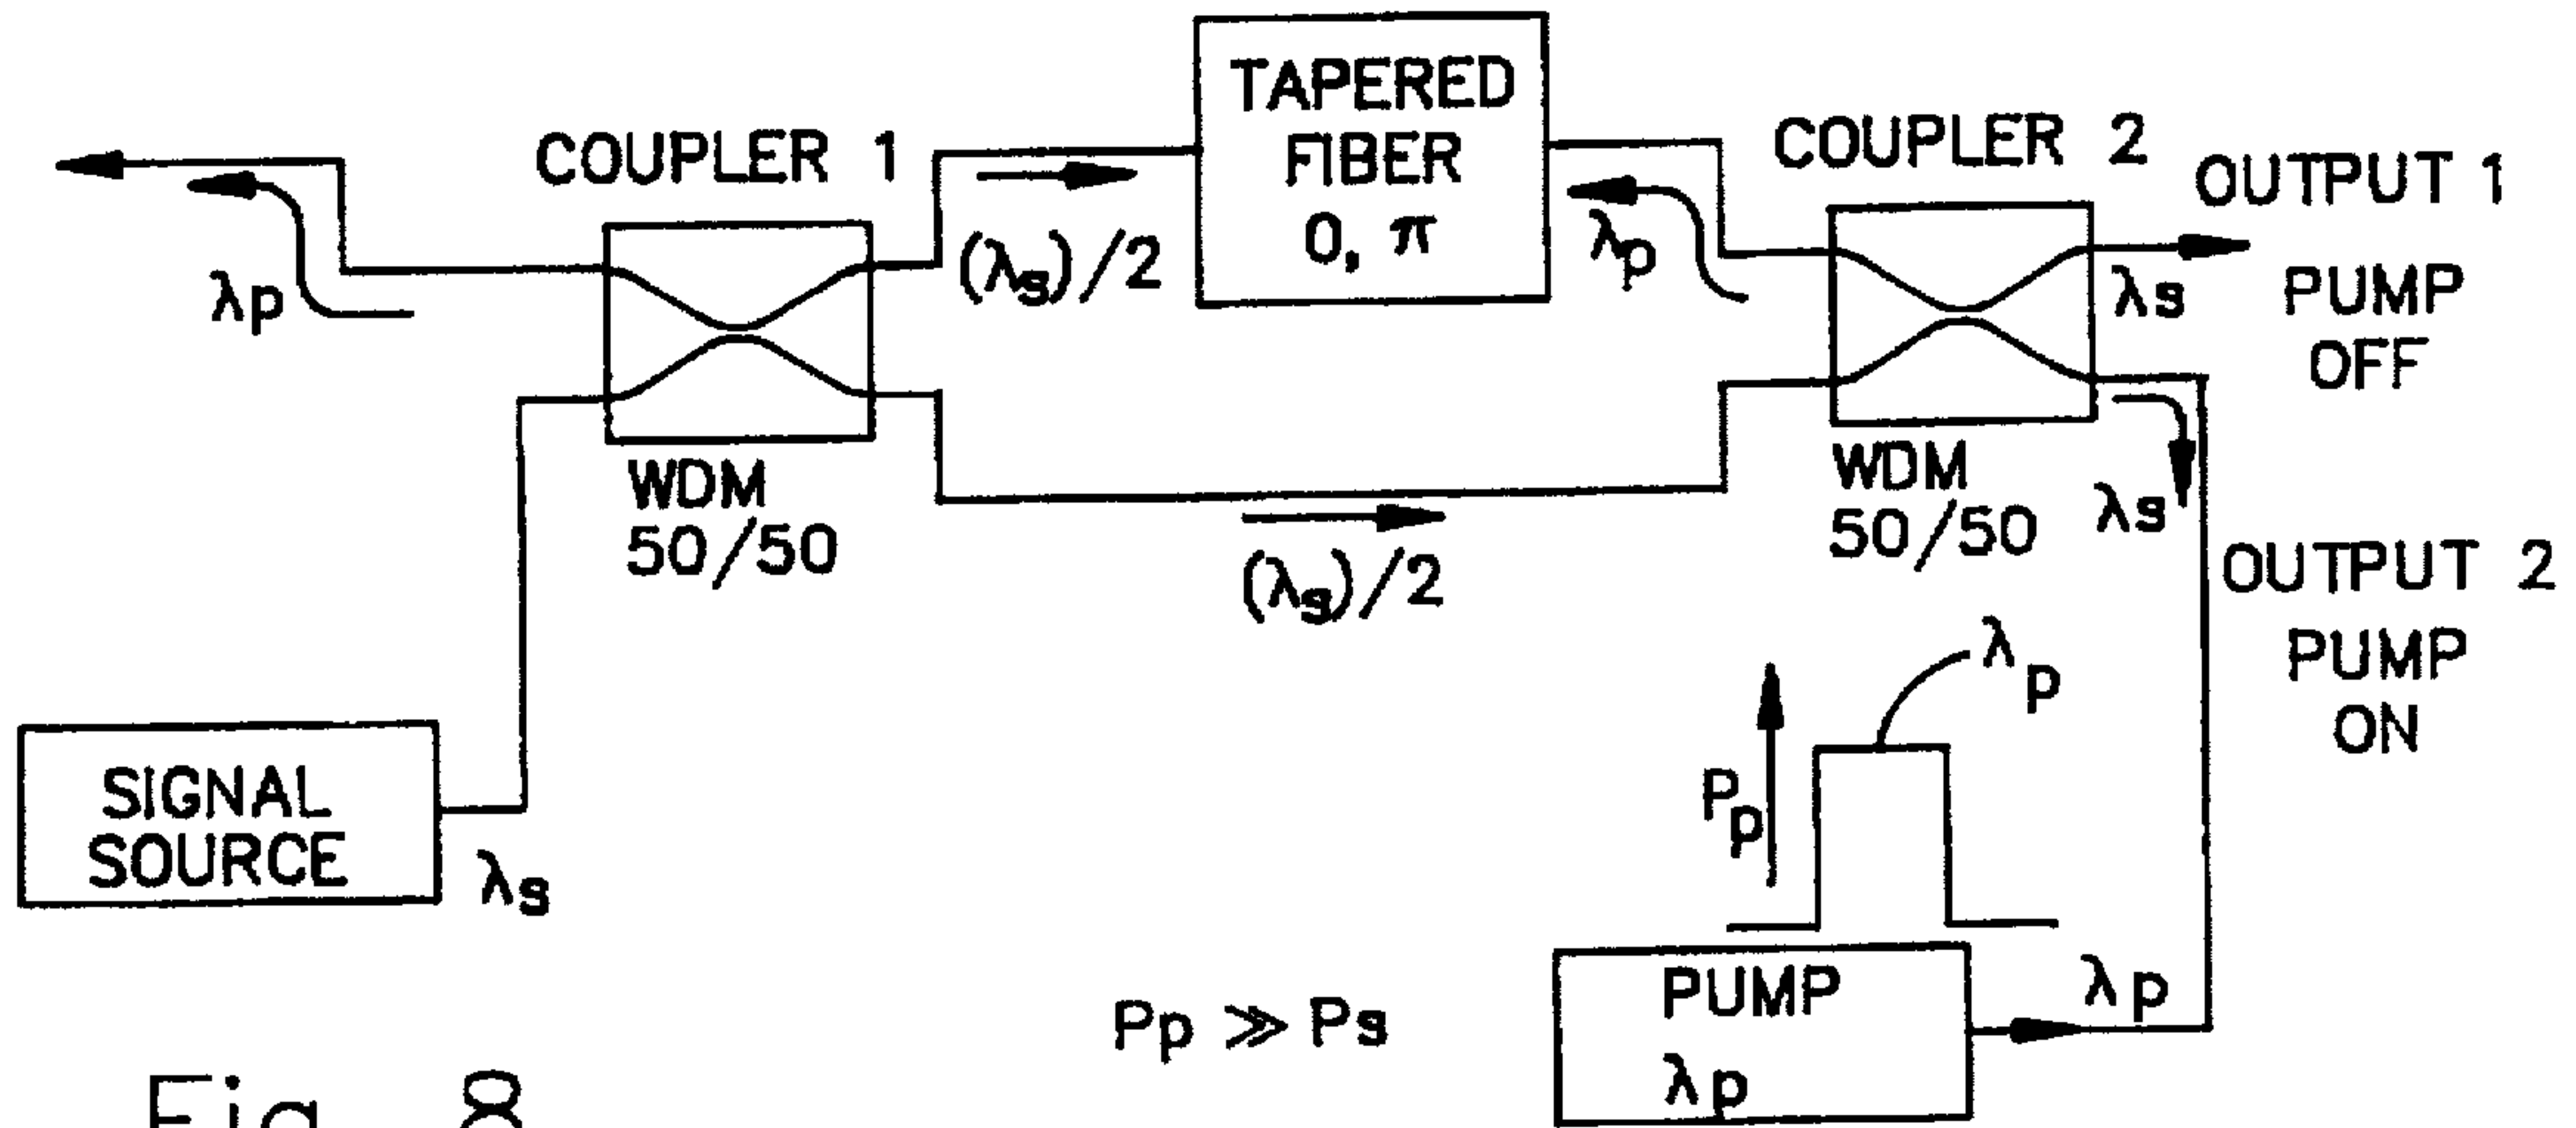 TAPERED
FIBER
0, π
COUPLER 1
COUPLER 2
OUTPUT 1
λs
PUMP
OFF
λp
(λs)/2
λp
WDM
50/50
WDM
50/50
λs
(λs)/2
OUTPUT 2
PUMP
ON
λp
Pp
SIGNAL
SOURCE
λs
Pp ≫ Ps
PUMP
λp
λp
Fig. 8